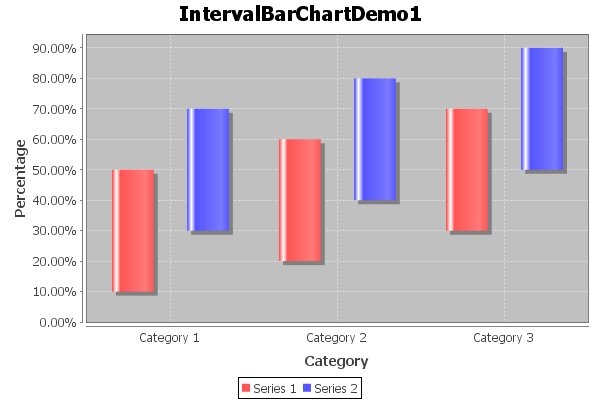 IntervalBarChartDemo1
90.00%
80.00%
70.00%
60.00%
50.00%
40.00%
30.00%
20.00%
10.00%
0.00%
Percentage
Category 1 Category 2 Category 3
Category
Series 1 Series 2